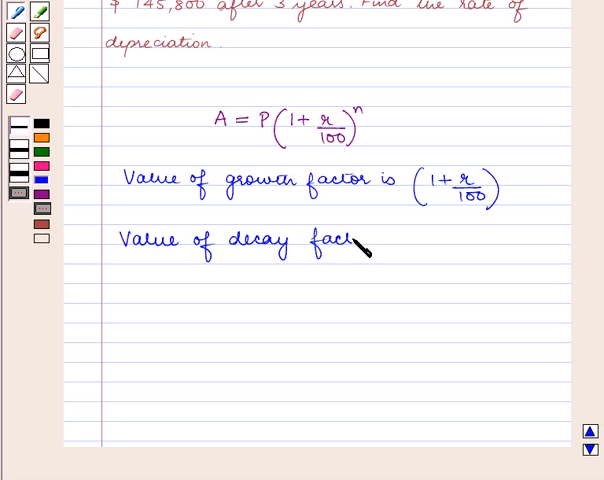 $ 145,800 after 3 years. Find the rate of
depreciation.
A = P(1 + r/100)^n
Value of growth factor is (1 + r/100)
Value of decay fact